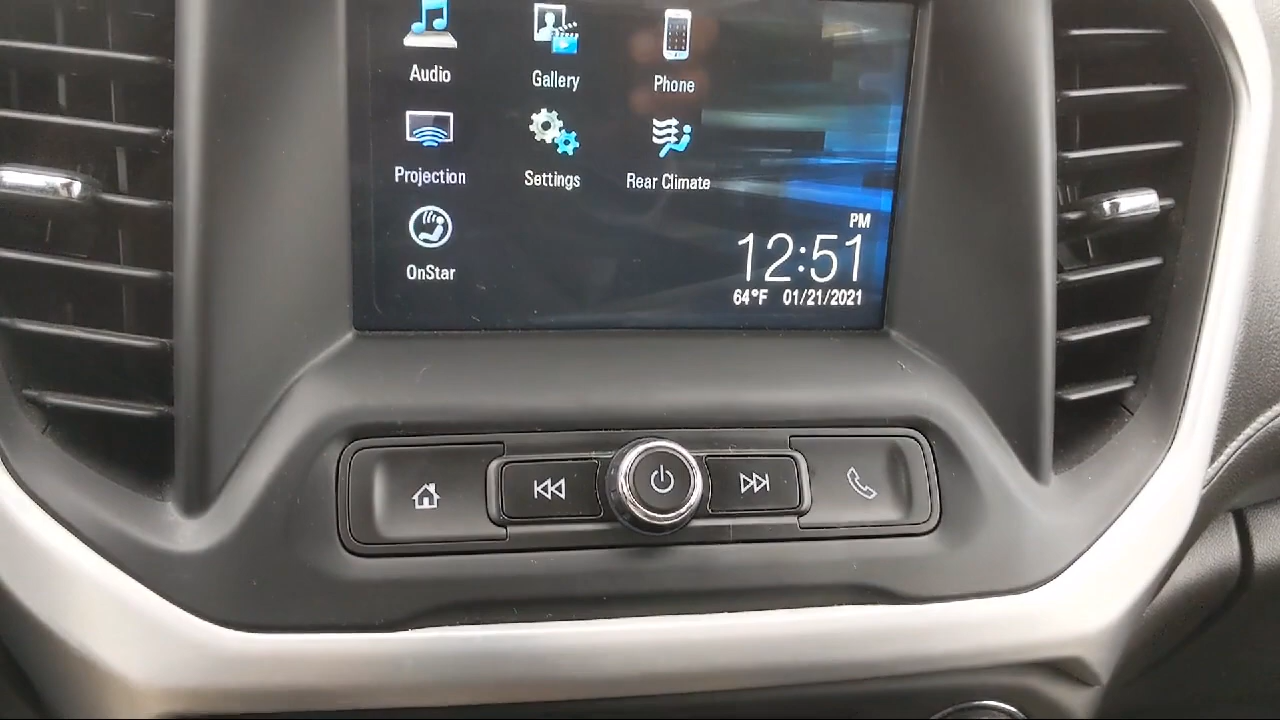 Audio
Gallery
Phone
Projection
Settings
Rear Climate
OnStar
PM
12:51
64°F 01/21/2021